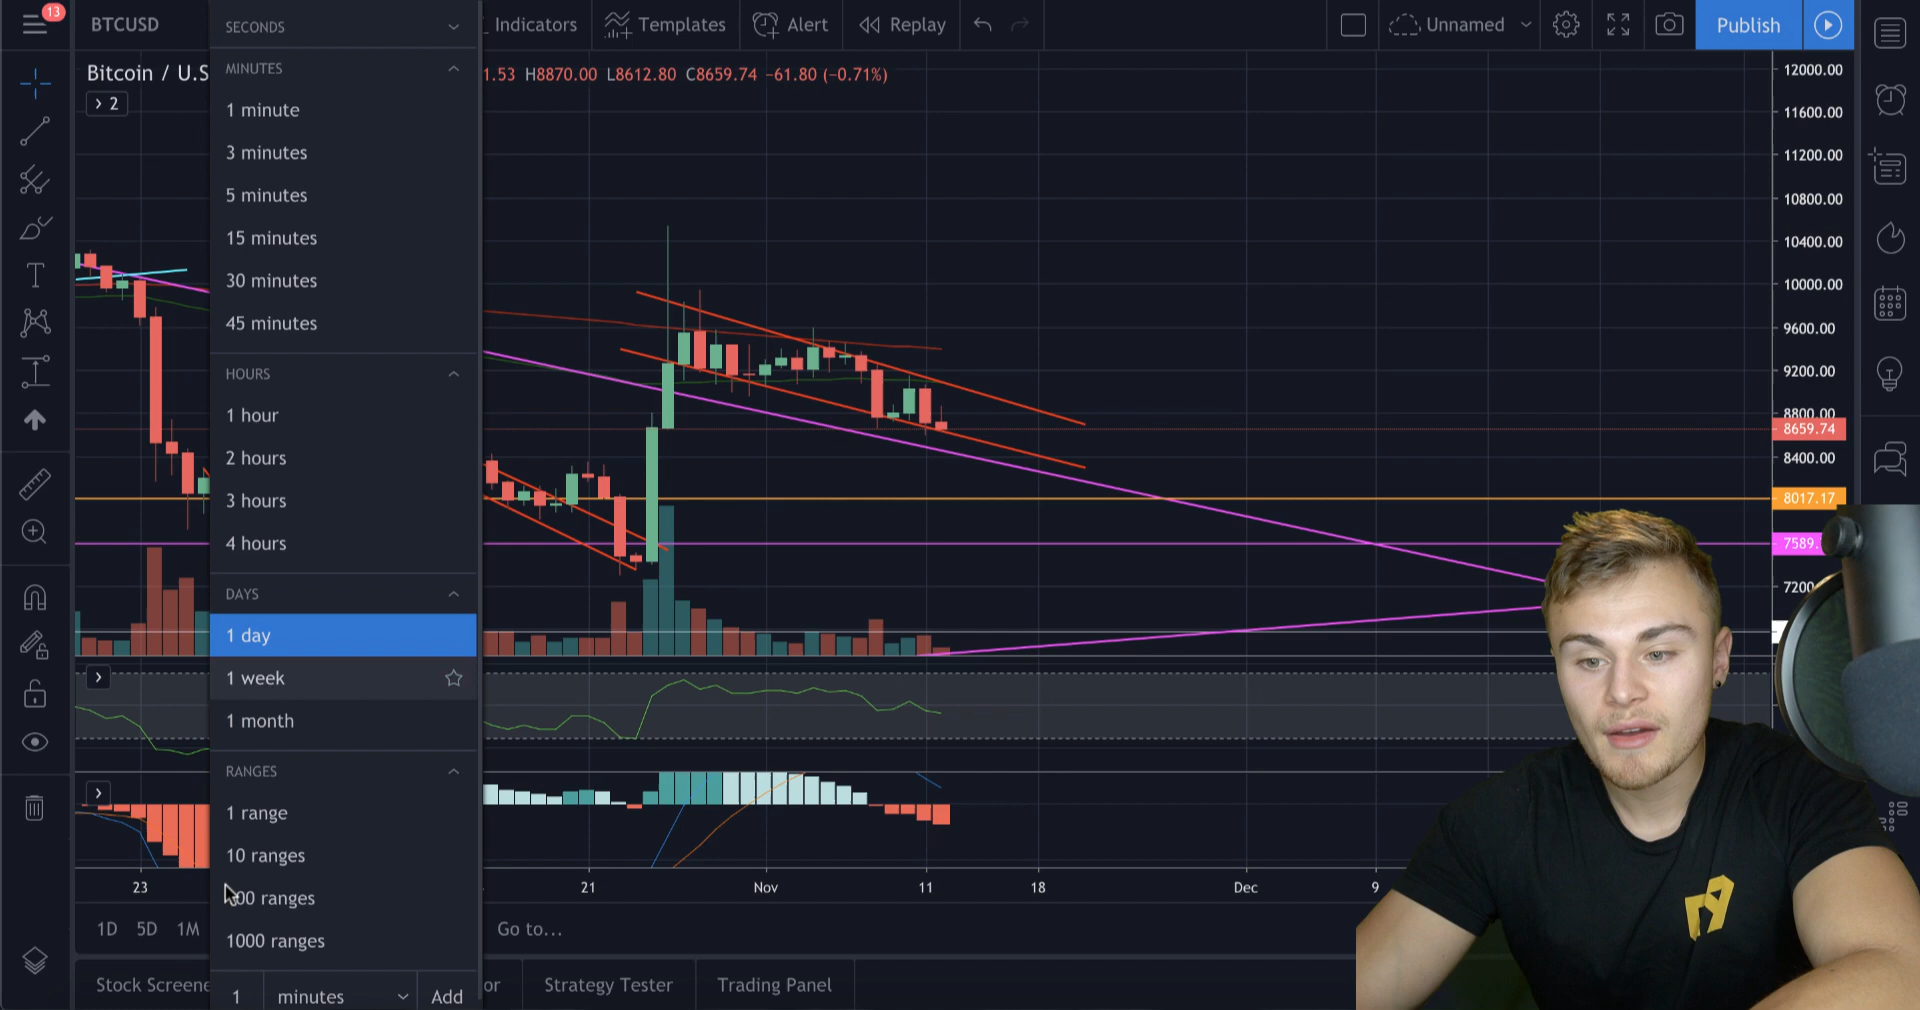 13
BTCUSD
SECONDS
Indicators
Templates
Alert
Replay
Unnamed
Publish
Bitcoin / U.S
1.53 H8870.00 L8612.80 C8659.74 −61.80 (−0.71%)
2
MINUTES
1 minute
3 minutes
5 minutes
15 minutes
30 minutes
45 minutes
HOURS
1 hour
2 hours
3 hours
4 hours
DAYS
1 day
1 week
1 month
RANGES
1 range
10 ranges
00 ranges
1000 ranges
1
minutes
Add
12000.00
11600.00
11200.00
10800.00
10400.00
10000.00
9600.00
9200.00
8800.00
8659.74
8400.00
8017.17
7589.
7200
23
21
Nov
11
18
Dec
9
1D
5D
1M
Go to...
Stock Screene
or
Strategy Tester
Trading Panel